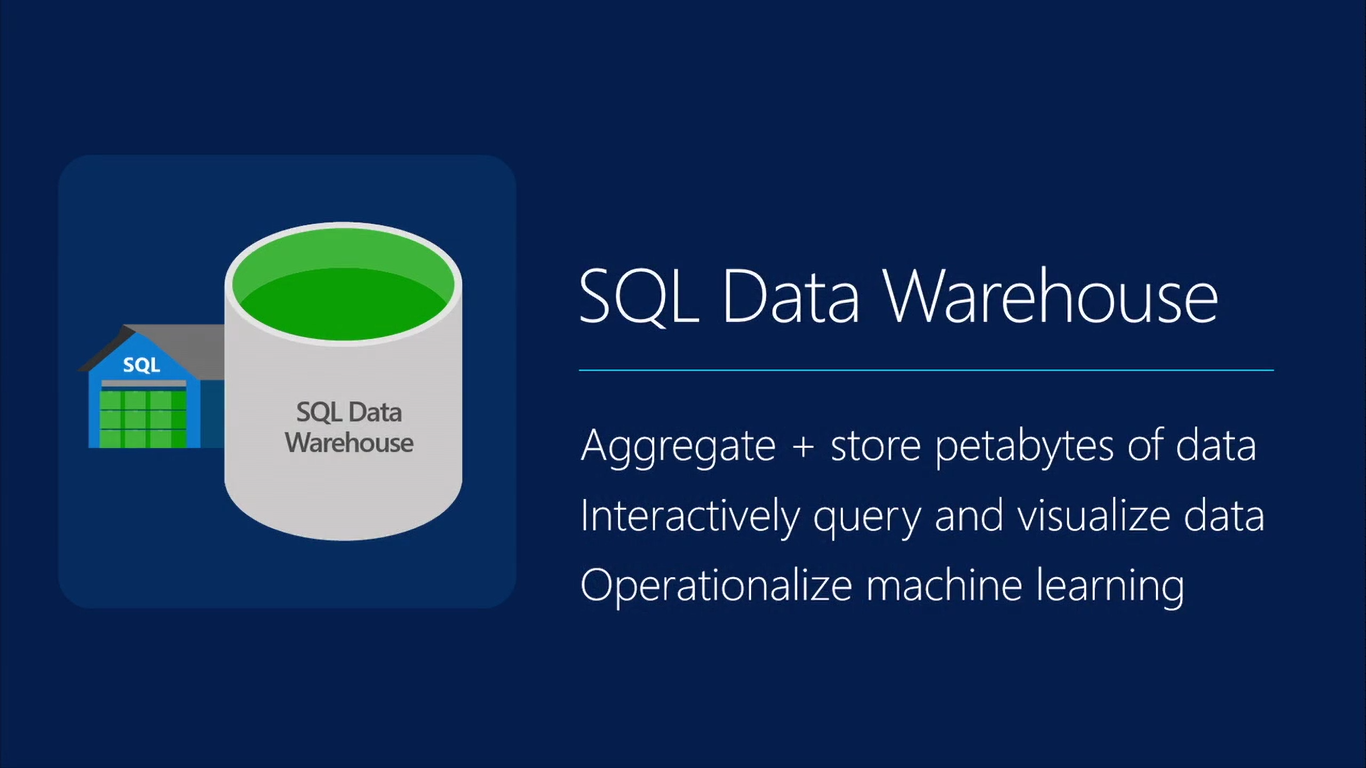 SQL
SQL Data
Warehouse
SQL Data Warehouse
Aggregate + store petabytes of data
Interactively query and visualize data
Operationalize machine learning